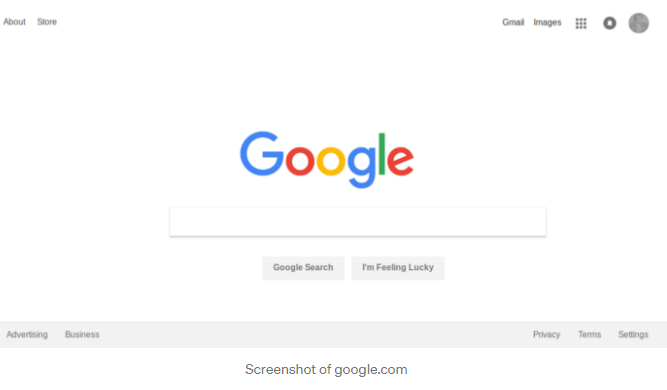 About Store Gmail Images
Google
Google Search I'm Feeling Lucky
Advertising Business Privacy Terms Settings
Screenshot of google.com